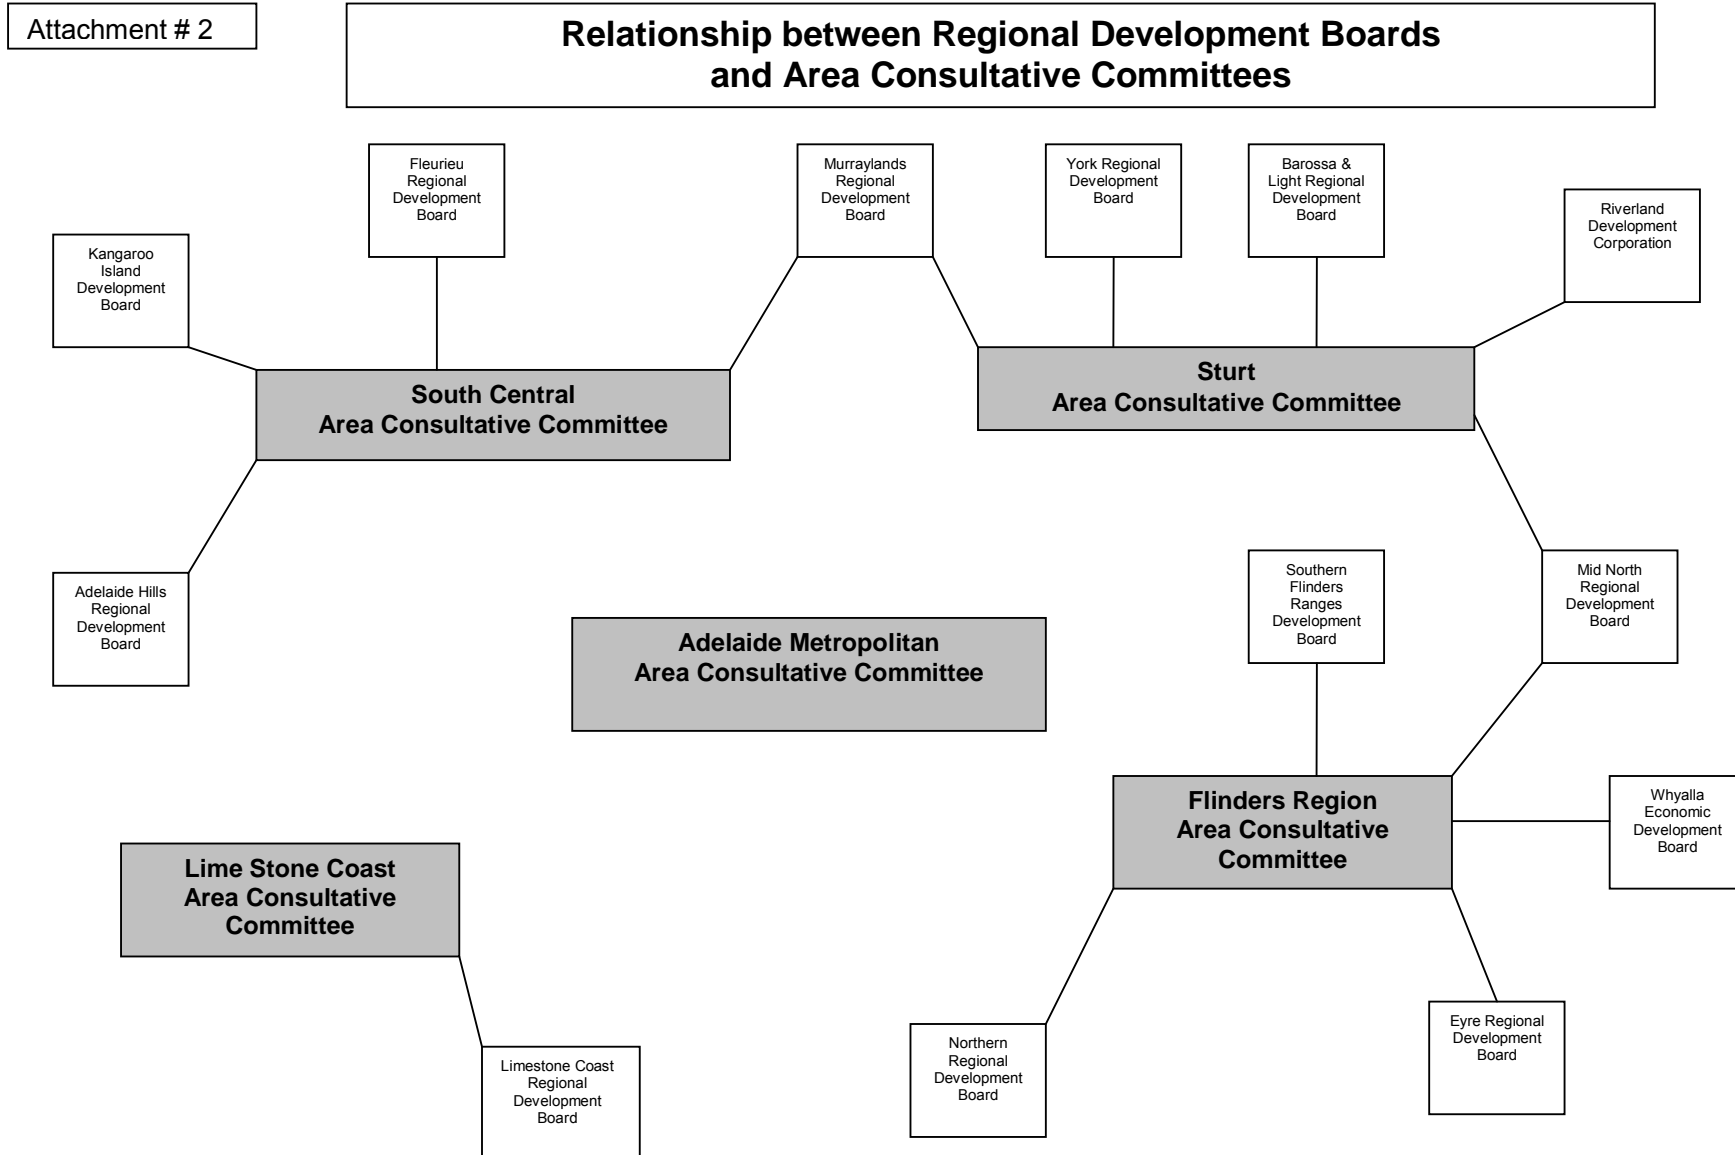 Attachment # 2
Relationship between Regional Development Boards
and Area Consultative Committees
Fleurieu
Regional
Development
Board
Murraylands
Regional
Development
Board
York Regional
Development
Board
Barossa &
Light Regional
Development
Board
Riverland
Development
Corporation
Kangaroo
Island
Development
Board
South Central
Area Consultative Committee
Sturt
Area Consultative Committee
Adelaide Hills
Regional
Development
Board
Adelaide Metropolitan
Area Consultative Committee
Southern
Flinders
Ranges
Development
Board
Mid North
Regional
Development
Board
Flinders Region
Area Consultative
Committee
Whyalla
Economic
Development
Board
Lime Stone Coast
Area Consultative
Committee
Limestone Coast
Regional
Development
Board
Northern
Regional
Development
Board
Eyre Regional
Development
Board